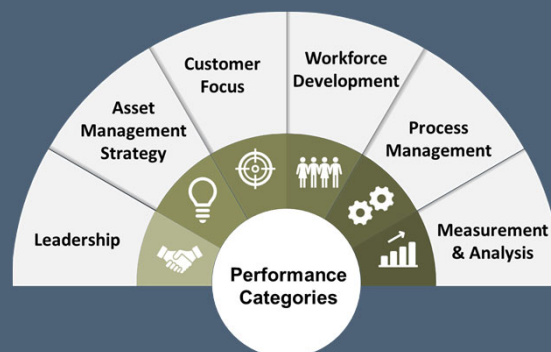 Leadership
Asset
Management
Strategy
Customer
Focus
Workforce
Development
Process
Management
Measurement
& Analysis
Performance
Categories